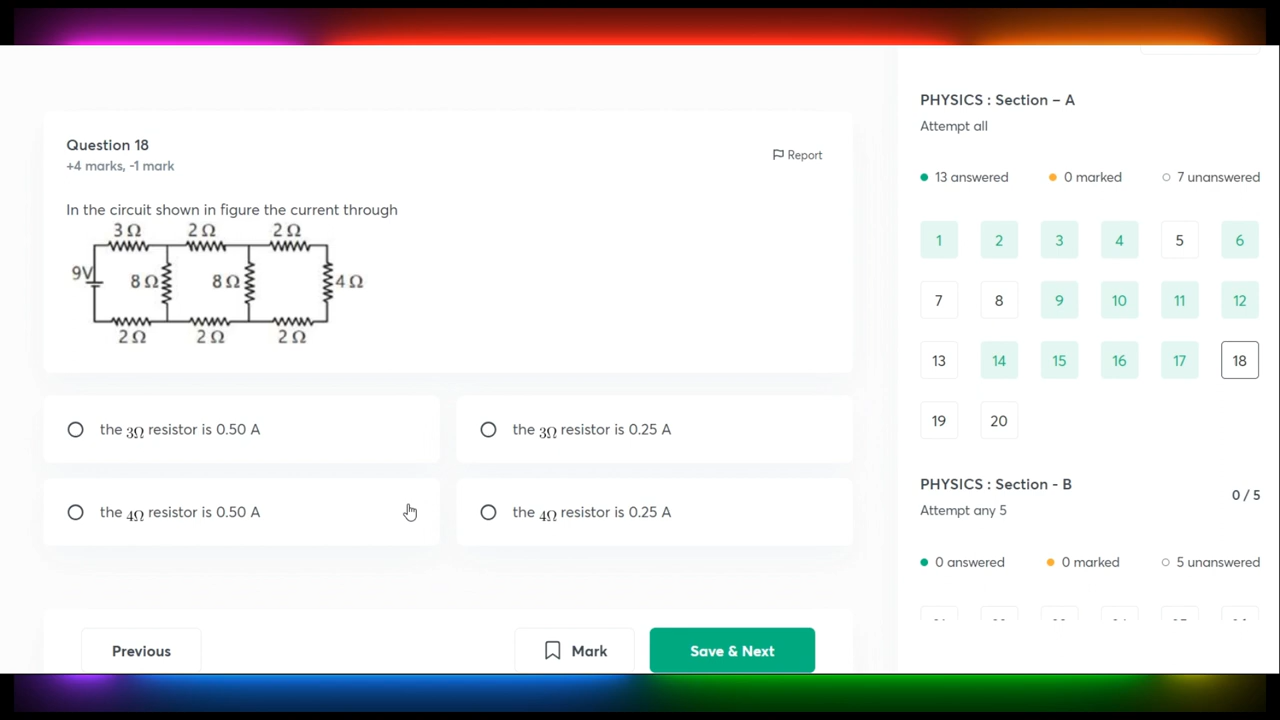 Question 18
+4 marks, -1 mark
Report
In the circuit shown in figure the current through
3 Ω 2 Ω 2 Ω
9V 8 Ω 8 Ω 4 Ω
2 Ω 2 Ω 2 Ω
the 3Ω resistor is 0.50 A
the 3Ω resistor is 0.25 A
the 4Ω resistor is 0.50 A
the 4Ω resistor is 0.25 A
Previous
Mark
Save & Next
PHYSICS : Section – A
Attempt all
13 answered 0 marked 7 unanswered
1 2 3 4 5 6
7 8 9 10 11 12
13 14 15 16 17 18
19 20
PHYSICS : Section - B
0 / 5
Attempt any 5
0 answered 0 marked 5 unanswered